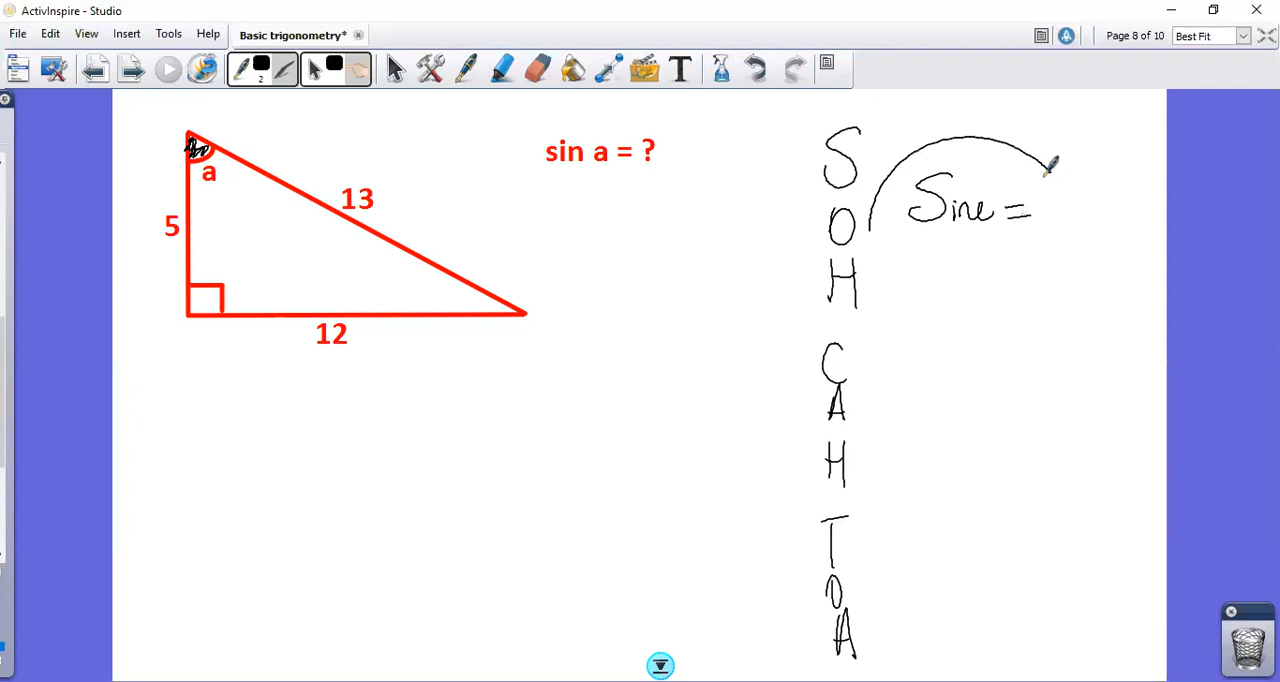 ActivInspire - Studio
File Edit View Insert Tools Help
Basic trigonometry*
Page 8 of 10
Best Fit
2
sin a = ?
a
13
5
12
S
O
H
Sine =
C
A
H
T
O
A